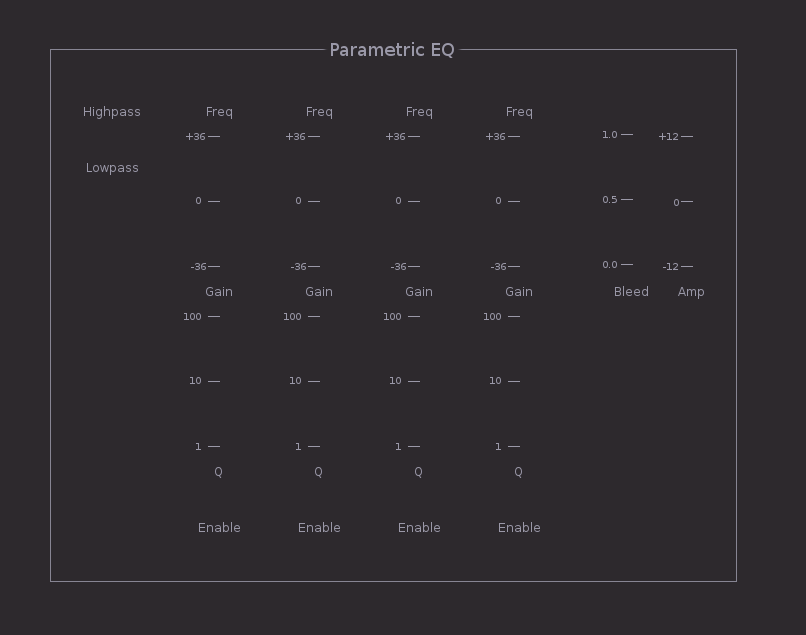 Parametric EQ
Highpass Freq Freq Freq Freq
+36 +36 +36 +36 1.0 +12
Lowpass
0 0 0 0 0.5 0
-36 -36 -36 -36 0.0 -12
Gain Gain Gain Gain Bleed Amp
100 100 100 100
10 10 10 10
1 1 1 1
Q Q Q Q
Enable Enable Enable Enable